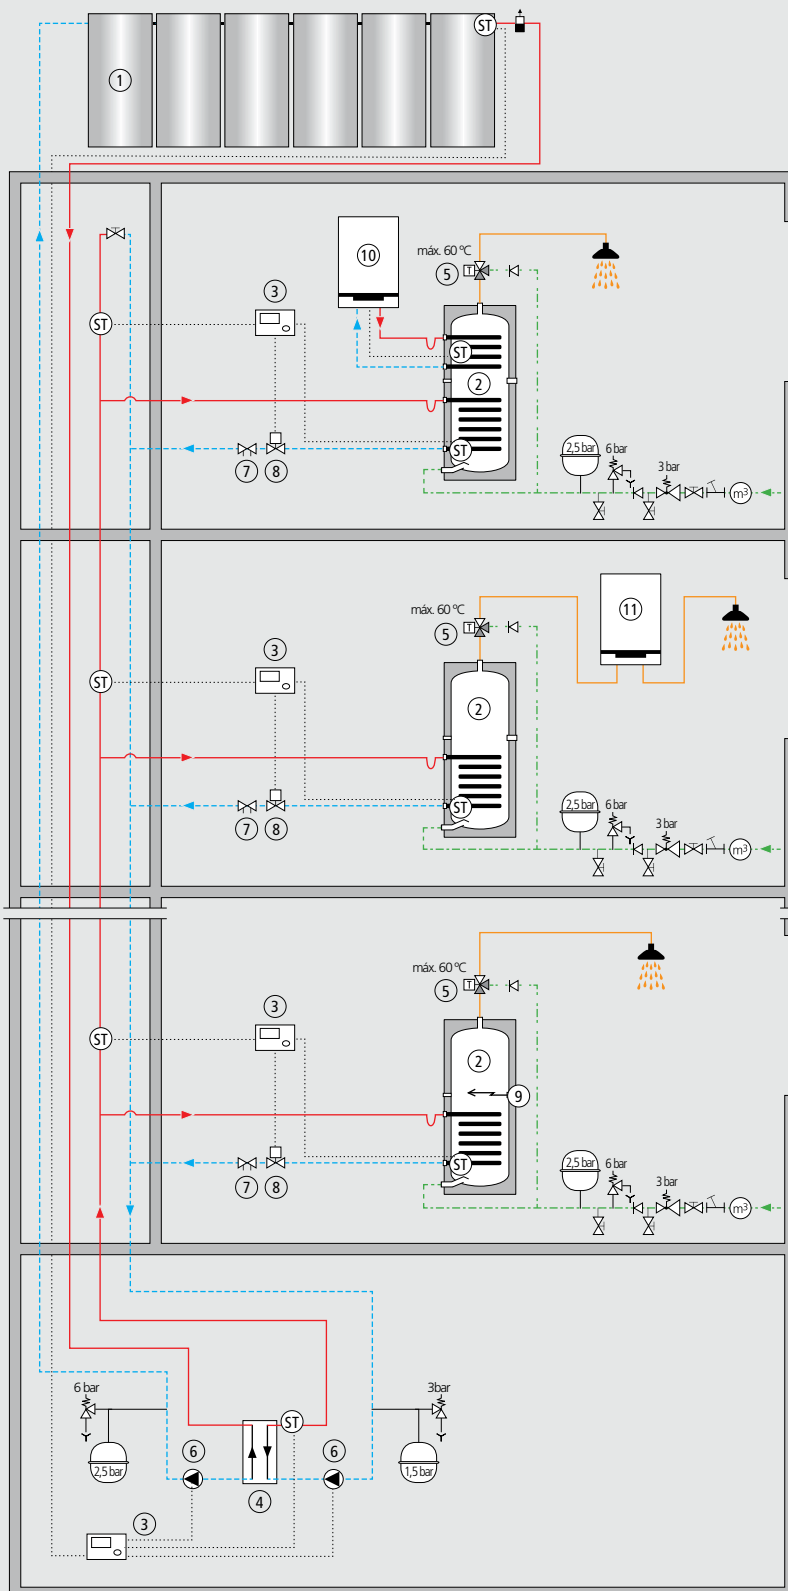 ST
1
máx. 60 ºC
10
5
T
3
ST
ST
2
ST
7
8
2,5 bar
6 bar
3 bar
m³
máx. 60 ºC
11
5
T
3
ST
2
ST
7
8
2,5 bar
6 bar
3 bar
m³
máx. 60 ºC
5
T
3
ST
2
9
ST
7
8
2,5 bar
6 bar
3 bar
m³
6 bar
3bar
ST
6
6
2,5 bar
1,5 bar
4
3